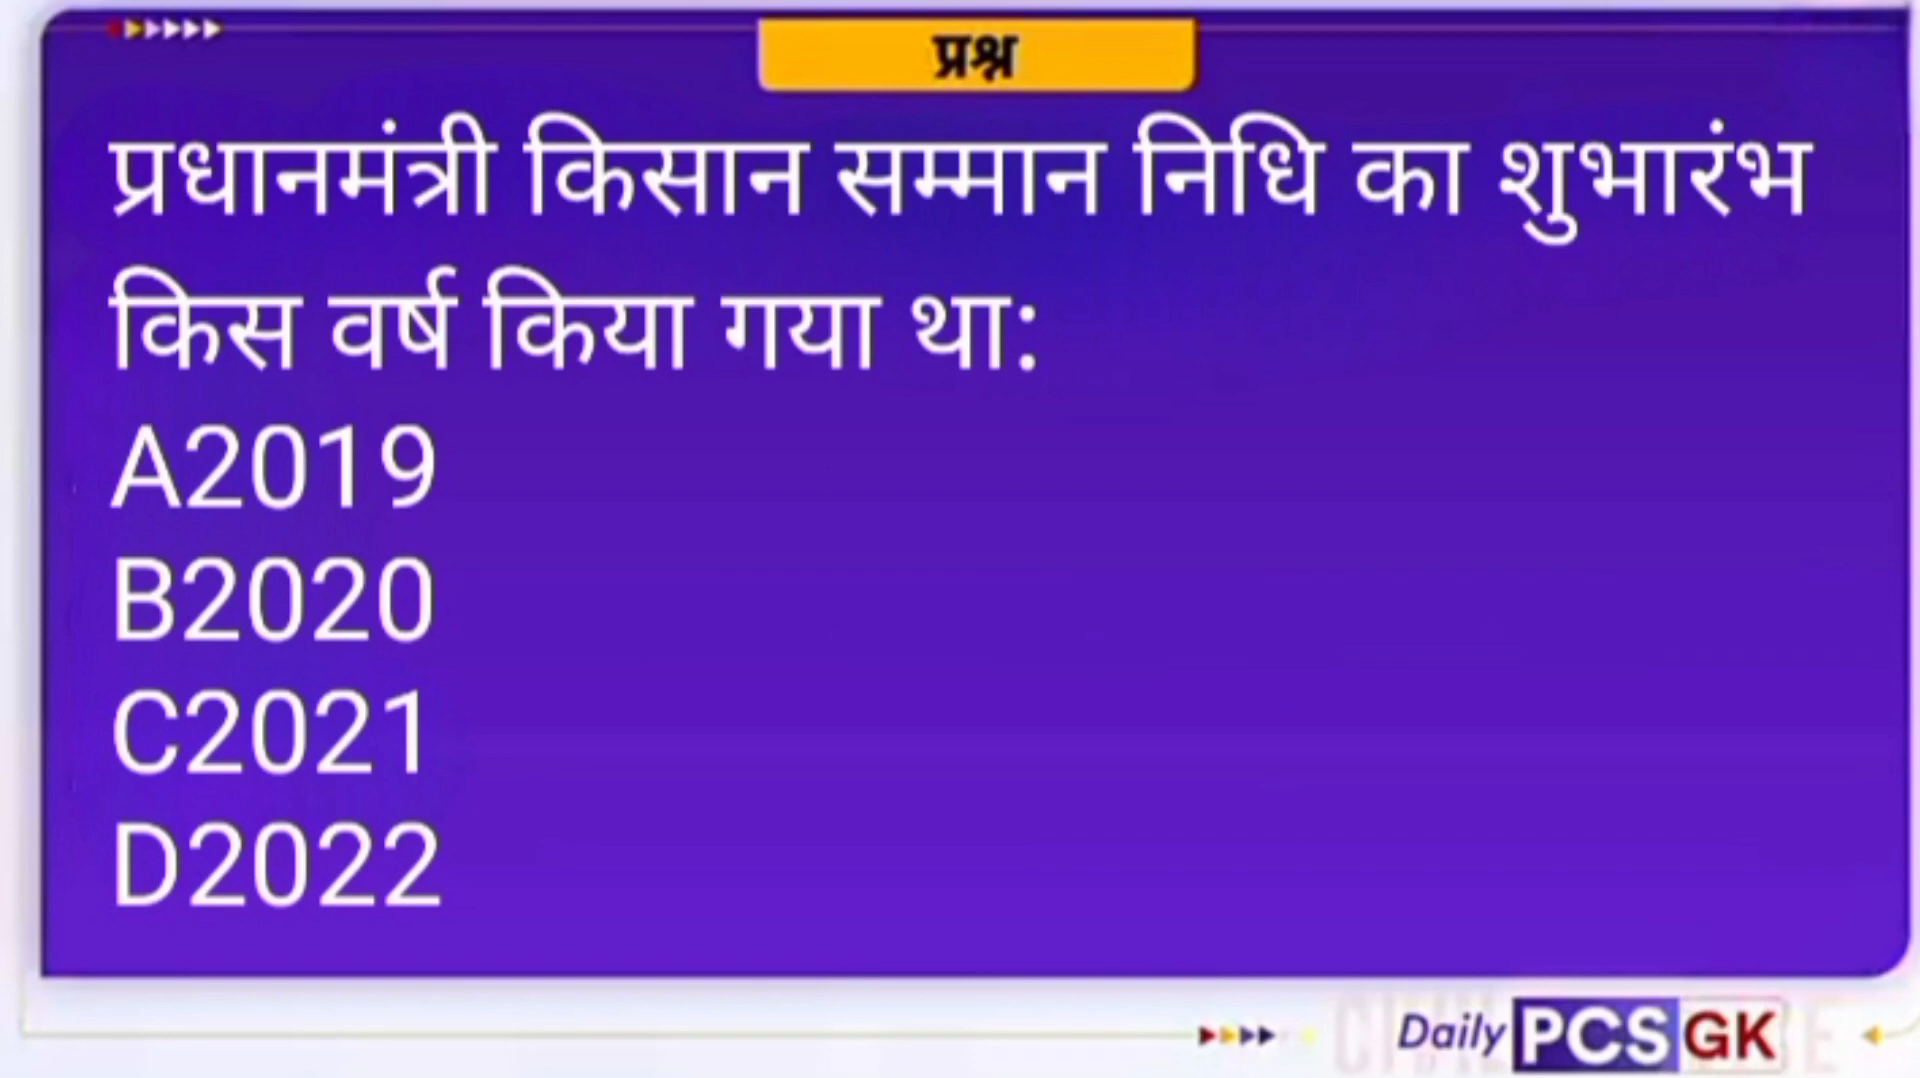 प्रश्न
प्रधानमंत्री किसान सम्मान निधि का शुभारंभ
किस वर्ष किया गया था:
A2019
B2020
C2021
D2022
Daily PCS GK